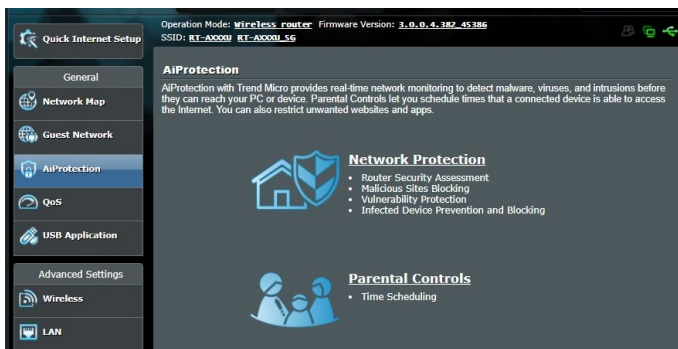 Quick Internet Setup
General
Network Map
Guest Network
AiProtection
QoS
USB Application
Advanced Settings
Wireless
LAN
Operation Mode: Wireless router Firmware Version: 3.0.0.4.382_45386
SSID: RT-AXXXU RT-AXXXU_5G
AiProtection
AiProtection with Trend Micro provides real-time network monitoring to detect malware, viruses, and intrusions before
they can reach your PC or device. Parental Controls let you schedule times that a connected device is able to access
the Internet. You can also restrict unwanted websites and apps.
Network Protection
• Router Security Assessment
• Malicious Sites Blocking
• Vulnerability Protection
• Infected Device Prevention and Blocking
Parental Controls
• Time Scheduling